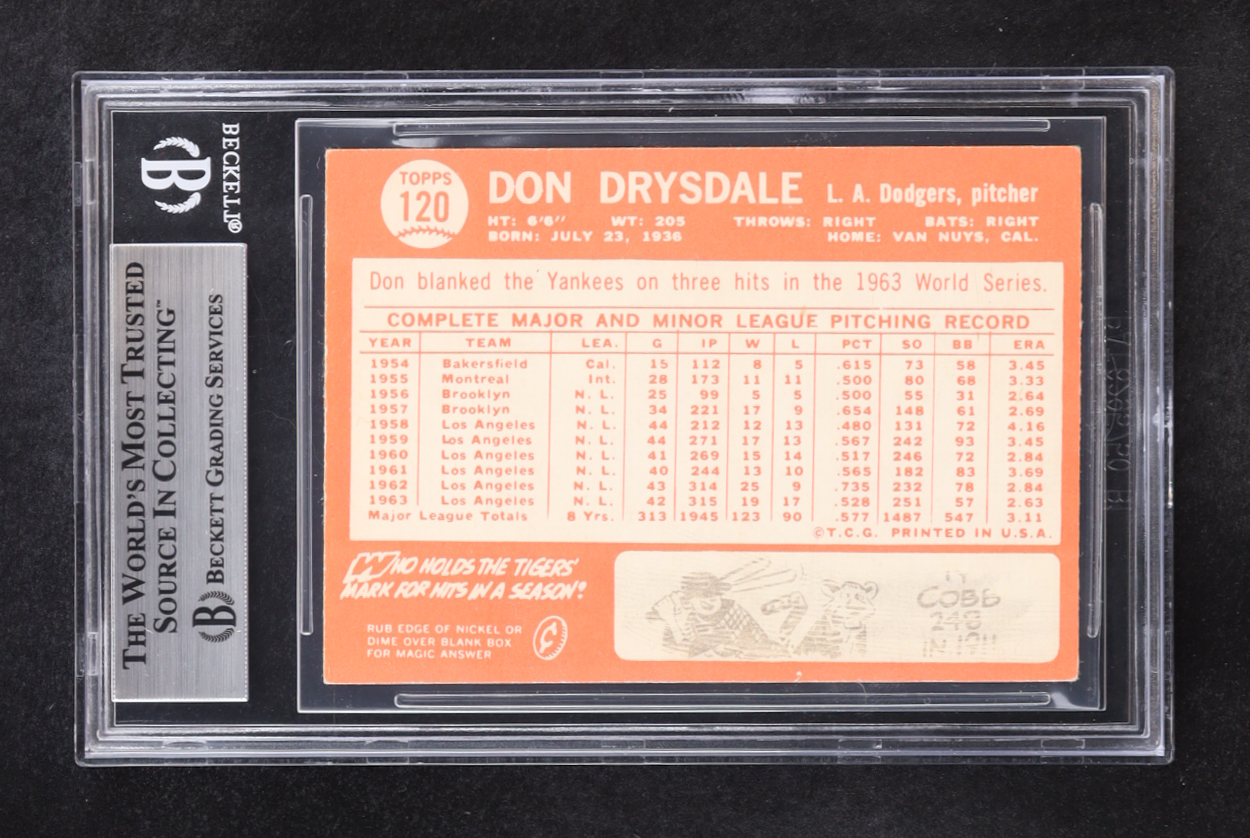 BECKETT®
THE WORLD'S MOST TRUSTED
SOURCE IN COLLECTING™
BECKETT GRADING SERVICES
TOPPS
120
DON DRYSDALE L. A. Dodgers, pitcher
HT: 6'6" WT: 205 THROWS: RIGHT BATS: RIGHT
BORN: JULY 23, 1936 HOME: VAN NUYS, CAL.
Don blanked the Yankees on three hits in the 1963 World Series.
COMPLETE MAJOR AND MINOR LEAGUE PITCHING RECORD
YEAR TEAM LEA. G IP W L PCT SO BB ERA
1954 Bakersfield Cal. 15 112 8 5 .615 73 58 3.45
1955 Montreal Int. 28 173 11 11 .500 80 68 3.33
1956 Brooklyn N. L. 25 99 5 5 .500 55 31 2.64
1957 Brooklyn N. L. 34 221 17 9 .654 148 61 2.69
1958 Los Angeles N. L. 44 212 12 13 .480 131 72 4.16
1959 Los Angeles N. L. 44 271 17 13 .567 242 93 3.45
1960 Los Angeles N. L. 41 269 15 14 .517 246 72 2.84
1961 Los Angeles N. L. 40 244 13 10 .565 182 83 3.69
1962 Los Angeles N. L. 43 314 25 9 .735 232 78 2.84
1963 Los Angeles N. L. 42 315 19 17 .528 251 57 2.63
Major League Totals 8 Yrs. 313 1945 123 90 .577 1487 547 3.11
©T.C.G. PRINTED IN U.S.A.
WHO HOLDS THE TIGERS'
MARK FOR HITS IN A SEASON?
RUB EDGE OF NICKEL OR
DIME OVER BLANK BOX
FOR MAGIC ANSWER
COBB